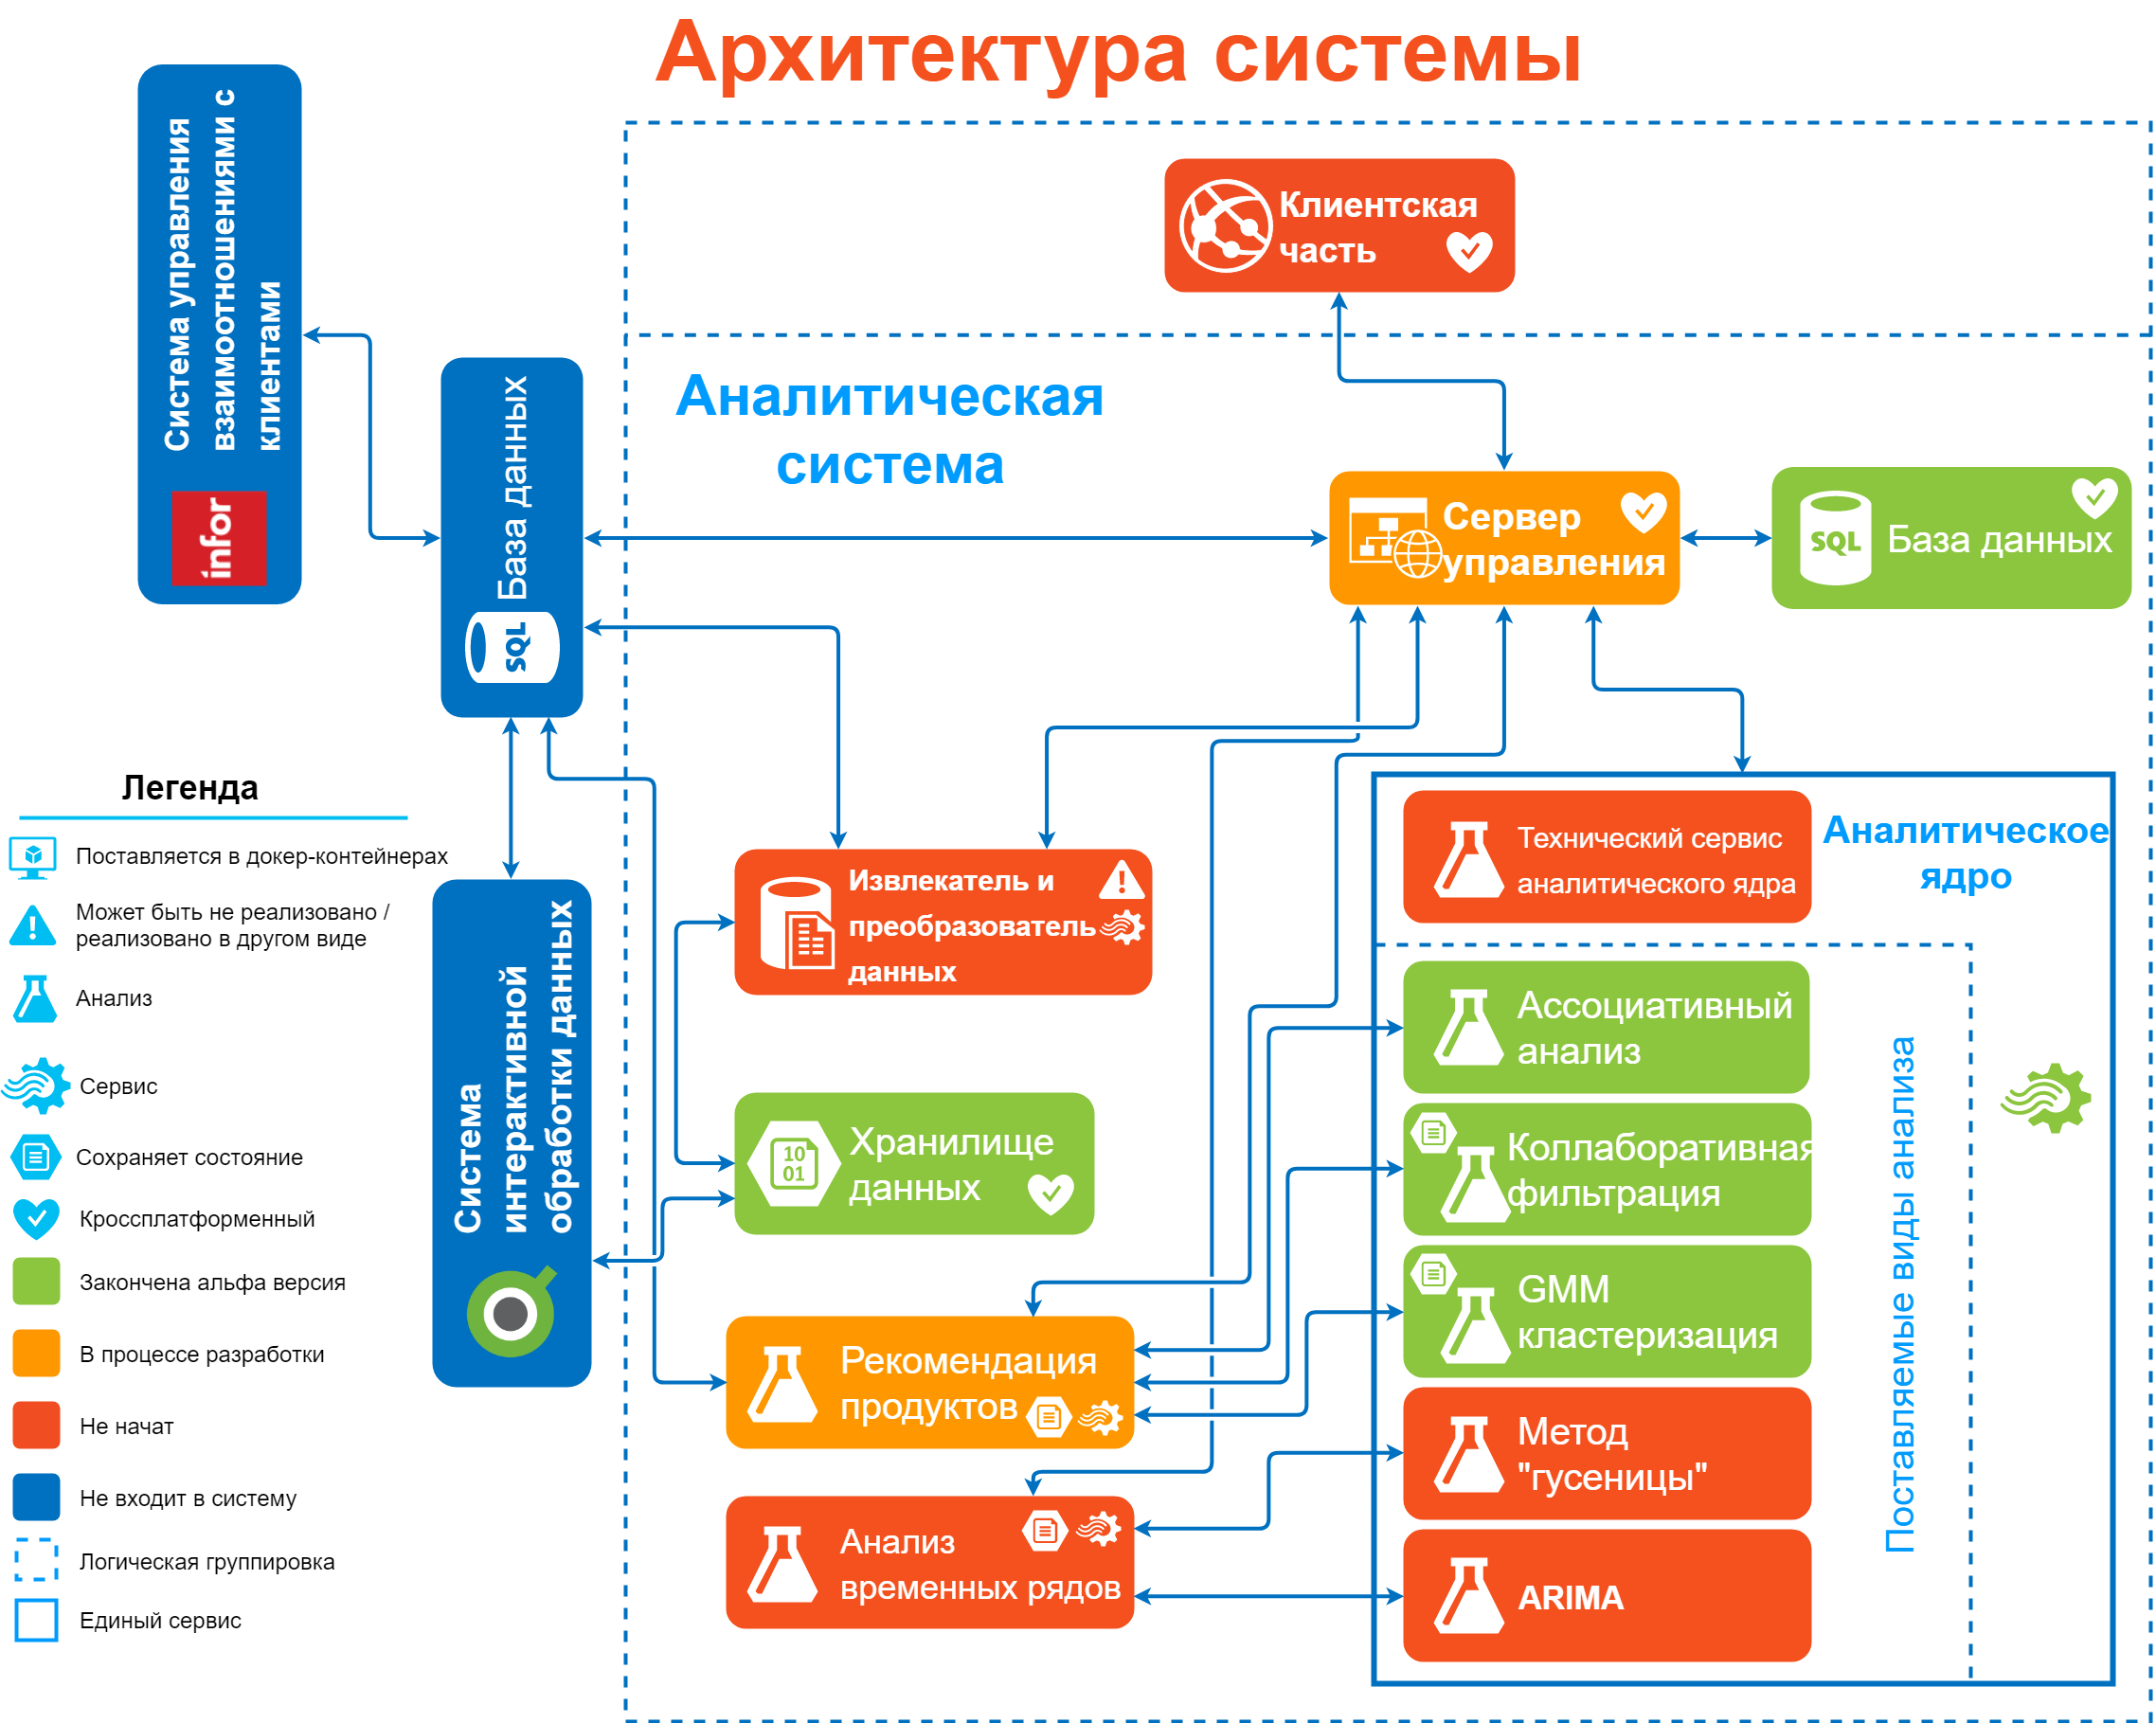 Архитектура системы
Система управления
взаимоотношениями с
клиентами
infor
База данных
SQL
Клиентская
часть
Аналитическая
система
Сервер
управления
SQL
База данных
Легенда
Поставляется в докер-контейнерах
Может быть не реализовано /
реализовано в другом виде
Анализ
Сервис
Сохраняет состояние
Кроссплатформенный
Закончена альфа версия
В процессе разработки
Не начат
Не входит в систему
Логическая группировка
Единый сервис
Система
интерактивной
обработки данных
Извлекатель и
преобразователь
данных
10
01
Хранилище
данных
Рекомендация
продуктов
Анализ
временных рядов
Технический сервис
аналитического ядра
Аналитическое
ядро
Ассоциативный
анализ
Коллаборативная
фильтрация
GMM
кластеризация
Метод
"гусеницы"
ARIMA
Поставляемые виды анализа